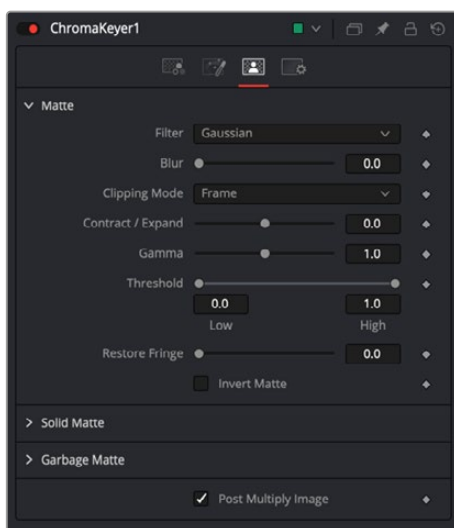 ChromaKeyer1
Matte
Filter Gaussian
Blur 0.0
Clipping Mode Frame
Contract / Expand 0.0
Gamma 1.0
Threshold
0.0 1.0
Low High
Restore Fringe 0.0
Invert Matte
Solid Matte
Garbage Matte
Post Multiply Image